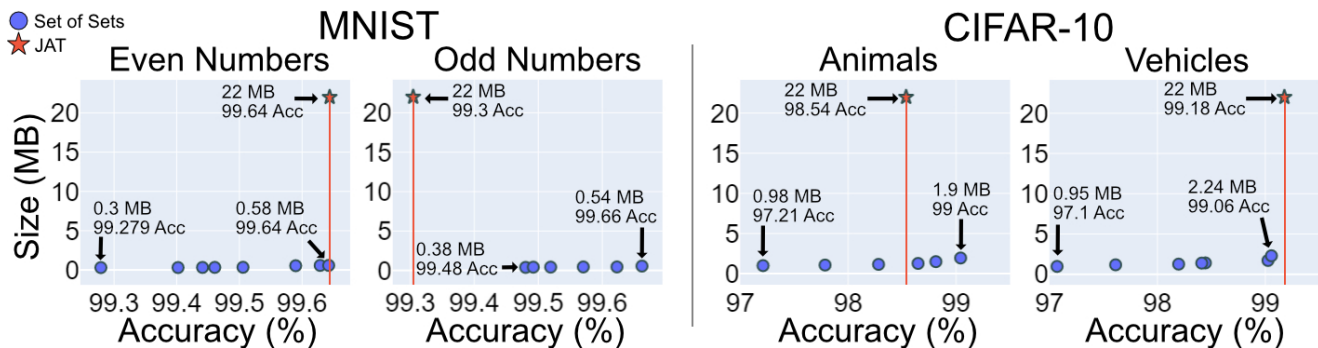 Set of Sets
JAT
MNIST
CIFAR-10
Even Numbers
Odd Numbers
Animals
Vehicles
Size (MB)
20
15
10
5
0
22 MB
99.64 Acc
0.3 MB
99.279 Acc
0.58 MB
99.64 Acc
99.3
99.4
99.5
99.6
Accuracy (%)
22 MB
99.3 Acc
0.54 MB
99.66 Acc
0.38 MB
99.48 Acc
99.3
99.4
99.5
99.6
Accuracy (%)
20
15
10
5
0
22 MB
98.54 Acc
0.98 MB
97.21 Acc
1.9 MB
99 Acc
97
98
99
Accuracy (%)
20
15
10
5
0
22 MB
99.18 Acc
0.95 MB
97.1 Acc
2.24 MB
99.06 Acc
97
98
99
Accuracy (%)